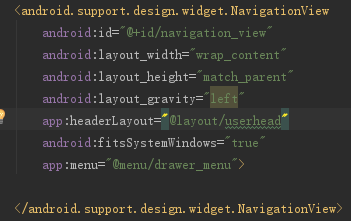 <android.support.design.widget.NavigationView
android:id="@+id/navigation_view"
android:layout_width="wrap_content"
android:layout_height="match_parent"
android:layout_gravity="left"
app:headerLayout="@layout/userhead"
android:fitsSystemWindows="true"
app:menu="@menu/drawer_menu">
</android.support.design.widget.NavigationView>